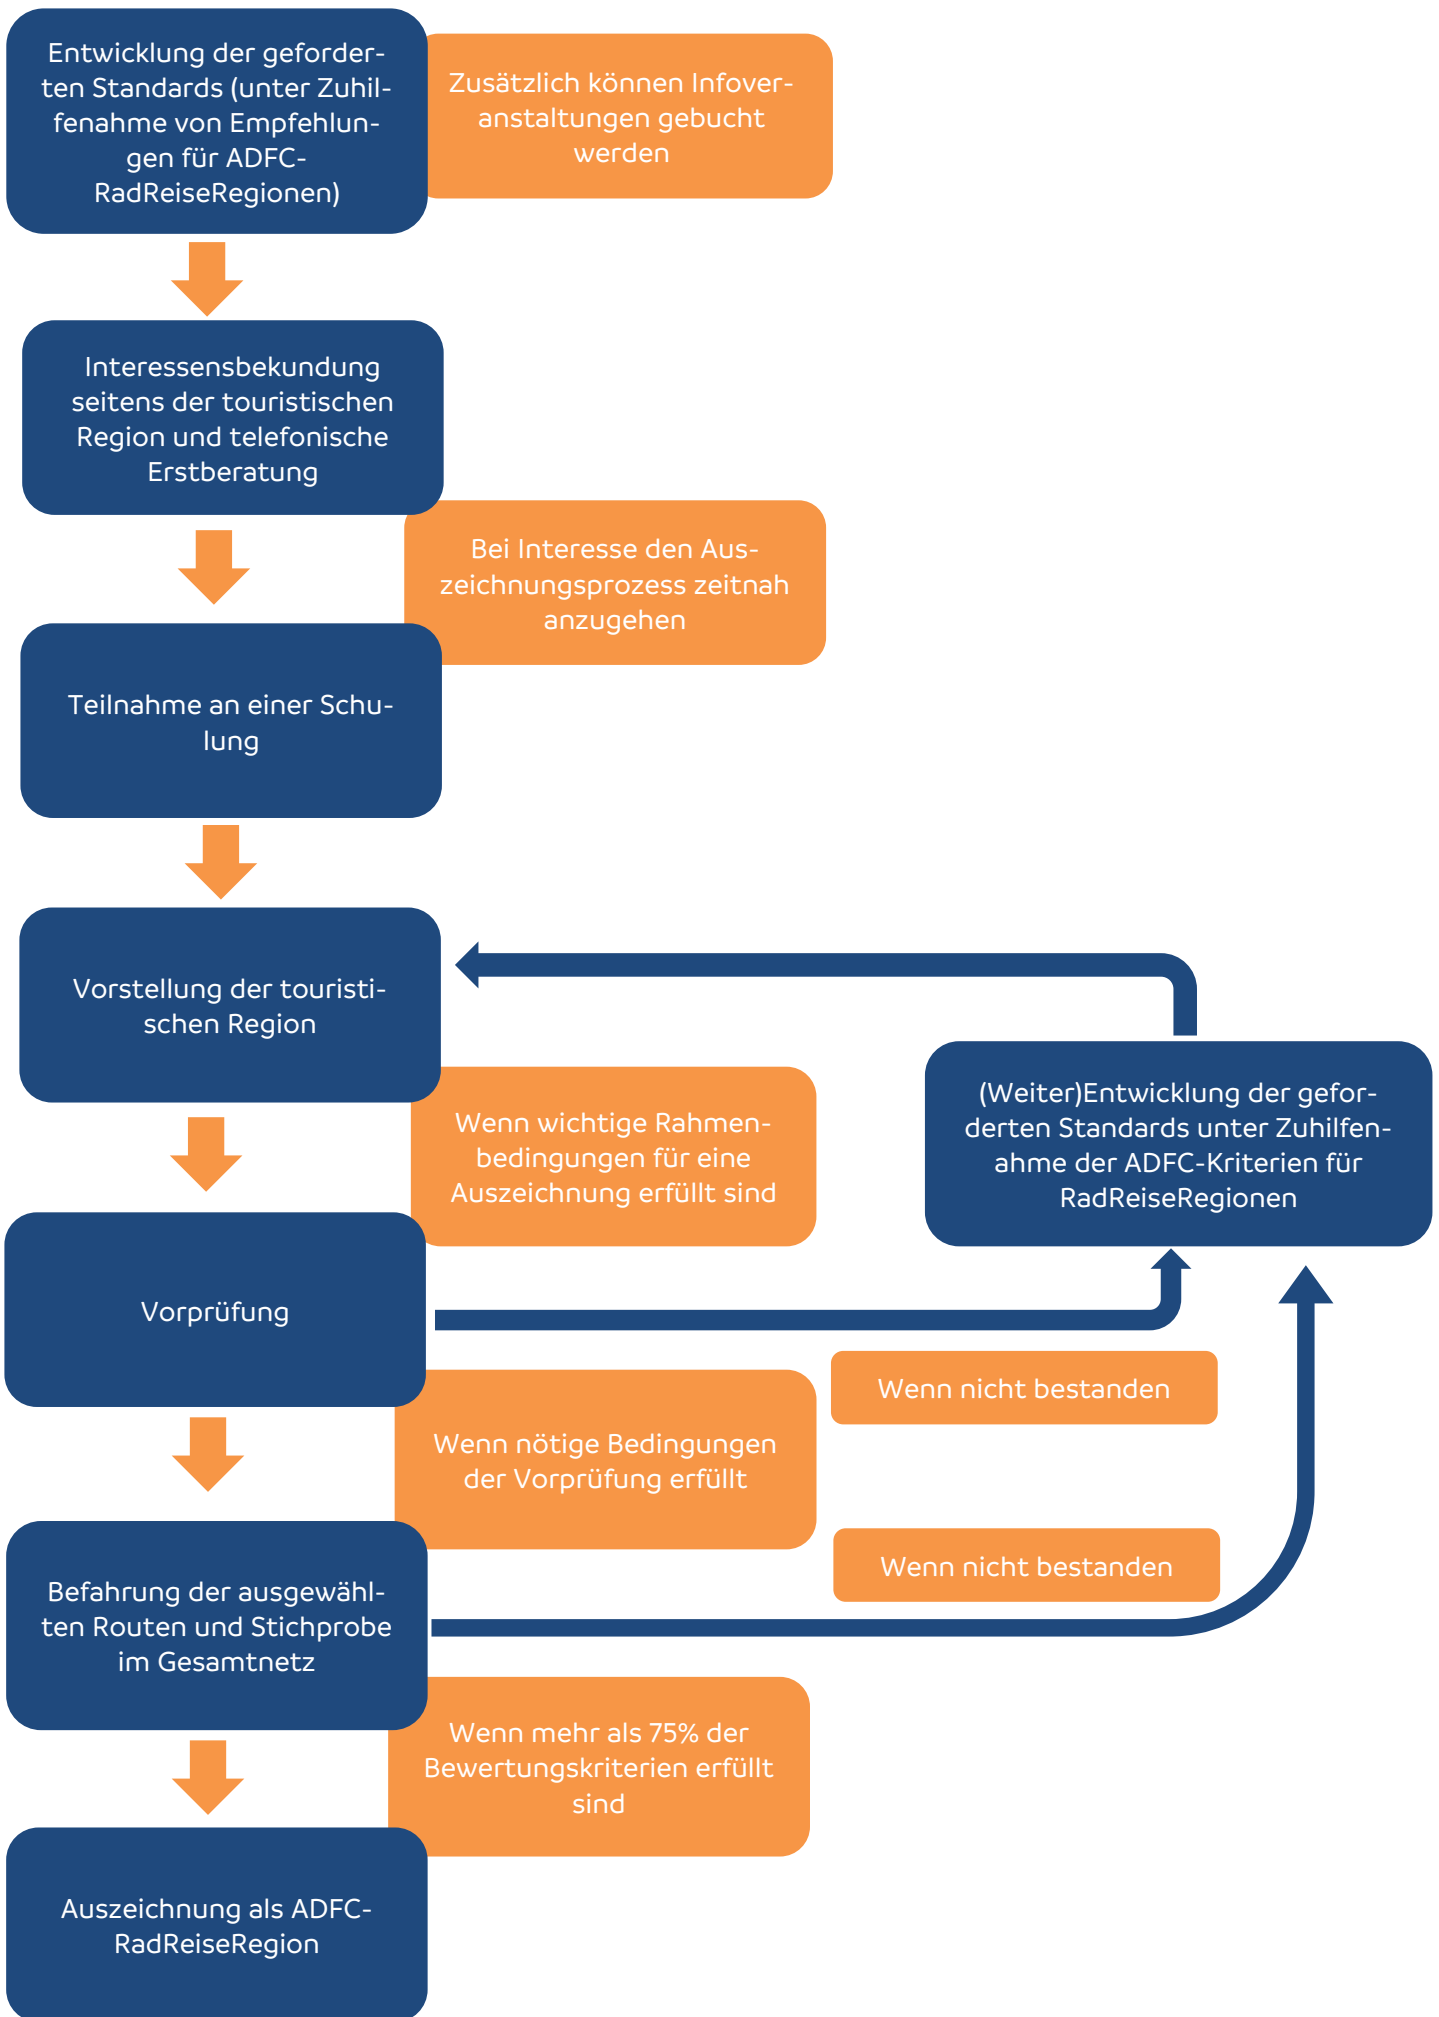 Entwicklung der geforder-
ten Standards (unter Zuhil-
fenahme von Empfehlun-
gen für ADFC-
RadReiseRegionen)
Zusätzlich können Infover-
anstaltungen gebucht
werden
Interessensbekundung
seitens der touristischen
Region und telefonische
Erstberatung
Bei Interesse den Aus-
zeichnungsprozess zeitnah
anzugehen
Teilnahme an einer Schu-
lung
Vorstellung der touristi-
schen Region
Wenn wichtige Rahmen-
bedingungen für eine
Auszeichnung erfüllt sind
(Weiter)Entwicklung der gefor-
derten Standards unter Zuhilfen-
ahme der ADFC-Kriterien für
RadReiseRegionen
Vorprüfung
Wenn nicht bestanden
Wenn nötige Bedingungen
der Vorprüfung erfüllt
Wenn nicht bestanden
Befahrung der ausgewähl-
ten Routen und Stichprobe
im Gesamtnetz
Wenn mehr als 75% der
Bewertungskriterien erfüllt
sind
Auszeichnung als ADFC-
RadReiseRegion